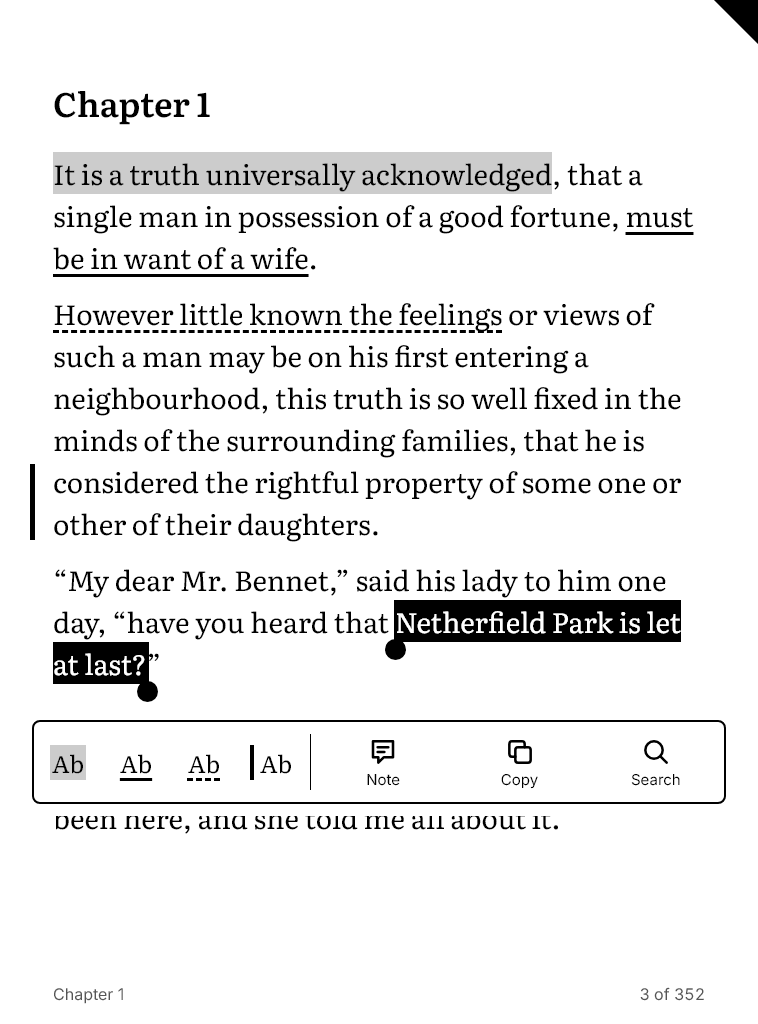 Chapter 1
It is a truth universally acknowledged, that a
single man in possession of a good fortune, must
be in want of a wife.
However little known the feelings or views of
such a man may be on his first entering a
neighbourhood, this truth is so well fixed in the
minds of the surrounding families, that he is
considered the rightful property of some one or
other of their daughters.
“My dear Mr. Bennet,” said his lady to him one
day, “have you heard that Netherfield Park is let
at last?”
Ab Ab Ab Ab Note Copy Search
been here, and she told me all about it.
Chapter 1 3 of 352